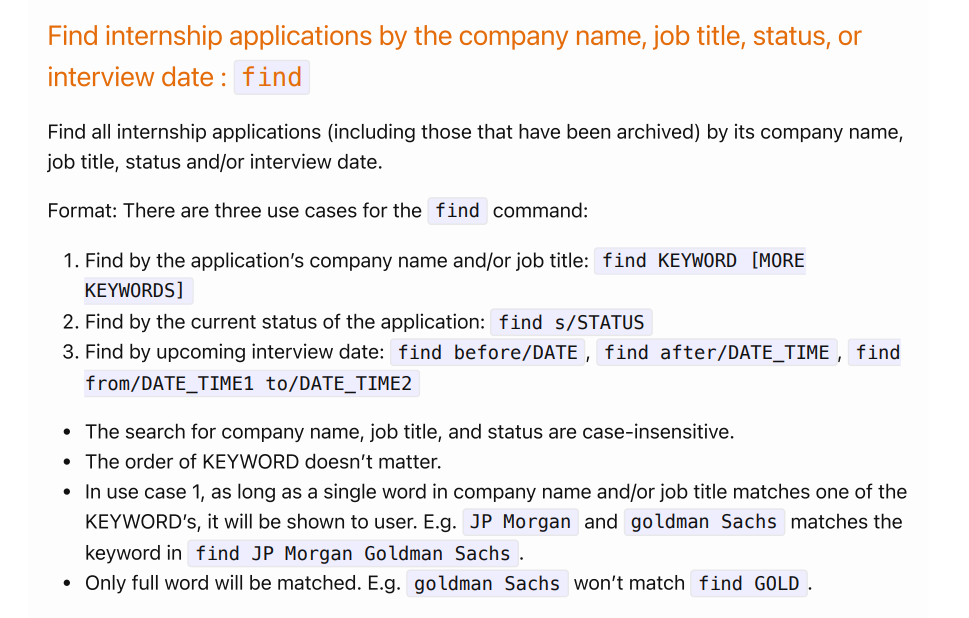 Find internship applications by the company name, job title, status, or
interview date : find
Find all internship applications (including those that have been archived) by its company name,
job title, status and/or interview date.
Format: There are three use cases for the find command:
1. Find by the application’s company name and/or job title: find KEYWORD [MORE
KEYWORDS]
2. Find by the current status of the application: find s/STATUS
3. Find by upcoming interview date: find before/DATE , find after/DATE_TIME , find
from/DATE_TIME1 to/DATE_TIME2
• The search for company name, job title, and status are case-insensitive.
• The order of KEYWORD doesn’t matter.
• In use case 1, as long as a single word in company name and/or job title matches one of the
KEYWORD’s, it will be shown to user. E.g. JP Morgan and goldman Sachs matches the
keyword in find JP Morgan Goldman Sachs .
• Only full word will be matched. E.g. goldman Sachs won’t match find GOLD .